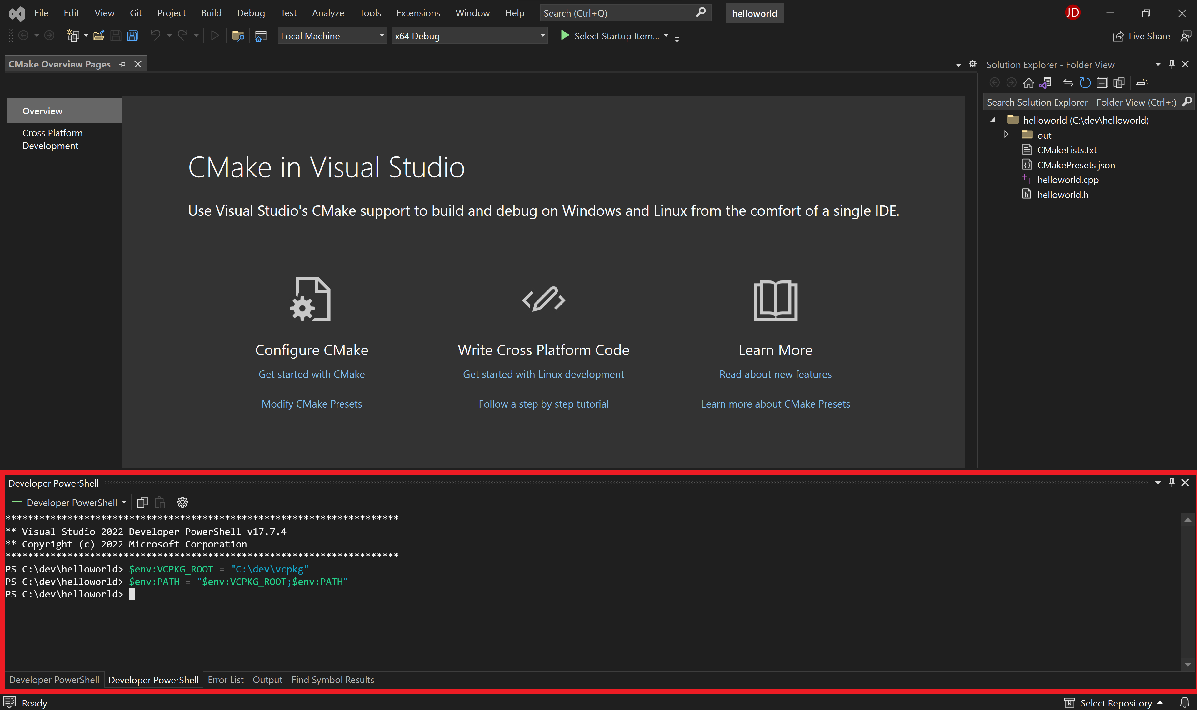 File Edit View Git Project Build Debug Test Analyze Tools Extensions Window Help Search (Ctrl+Q) helloworld JD
Local Machine x64 Debug Select Startup Item... Live Share
CMake Overview Pages
Overview
Cross Platform
Development
CMake in Visual Studio
Use Visual Studio's CMake support to build and debug on Windows and Linux from the comfort of a single IDE.
Configure CMake
Get started with CMake
Modify CMake Presets
Write Cross Platform Code
Get started with Linux development
Follow a step by step tutorial
Learn More
Read about new features
Learn more about CMake Presets
Solution Explorer - Folder View
Search Solution Explorer - Folder View (Ctrl+;)
helloworld (C:\dev\helloworld)
out
CMakeLists.txt
CMakePresets.json
helloworld.cpp
helloworld.h
Developer PowerShell
Developer PowerShell
**********************************************************************
** Visual Studio 2022 Developer PowerShell v17.7.4
** Copyright (c) 2022 Microsoft Corporation
**********************************************************************
PS C:\dev\helloworld> $env:VCPKG_ROOT = "C:\dev\vcpkg"
PS C:\dev\helloworld> $env:PATH = "$env:VCPKG_ROOT;$env:PATH"
PS C:\dev\helloworld>
Developer PowerShell Developer PowerShell Error List Output Find Symbol Results
Ready Select Repository